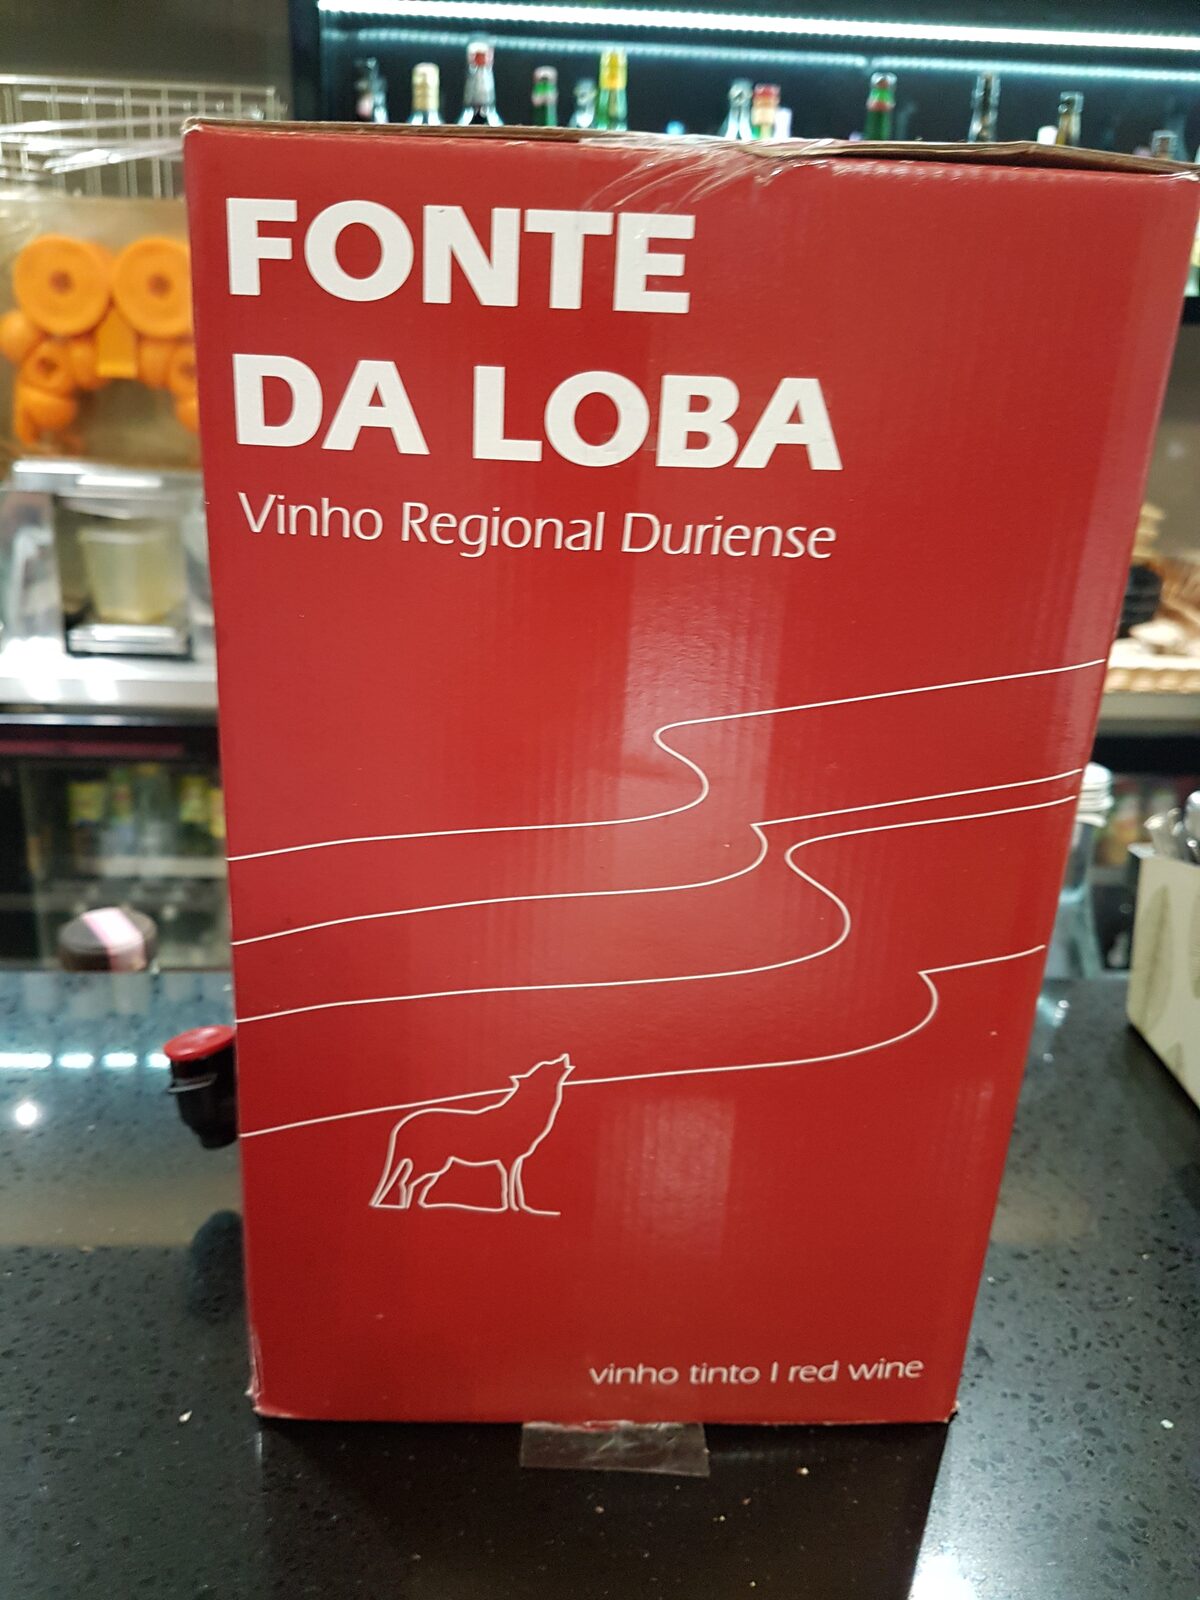 FONTE
DA LOBA
Vinho Regional Duriense
vinho tinto | red wine